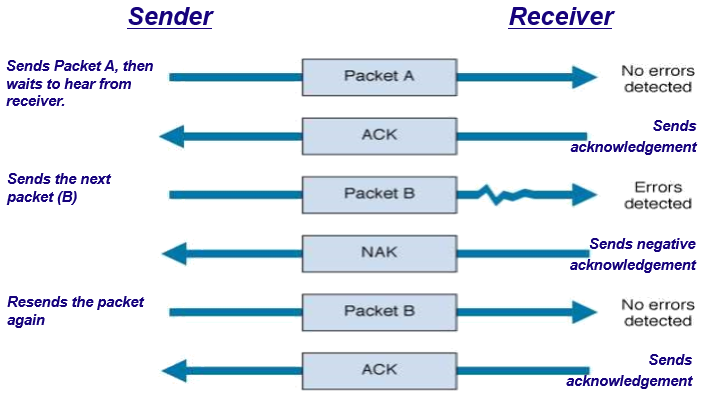 Sender
Receiver
Sends Packet A, then
waits to hear from
receiver.
Packet A
No errors
detected
ACK
Sends
acknowledgement
Sends the next
packet (B)
Packet B
Errors
detected
NAK
Sends negative
acknowledgement
Resends the packet
again
Packet B
No errors
detected
ACK
Sends
acknowledgement